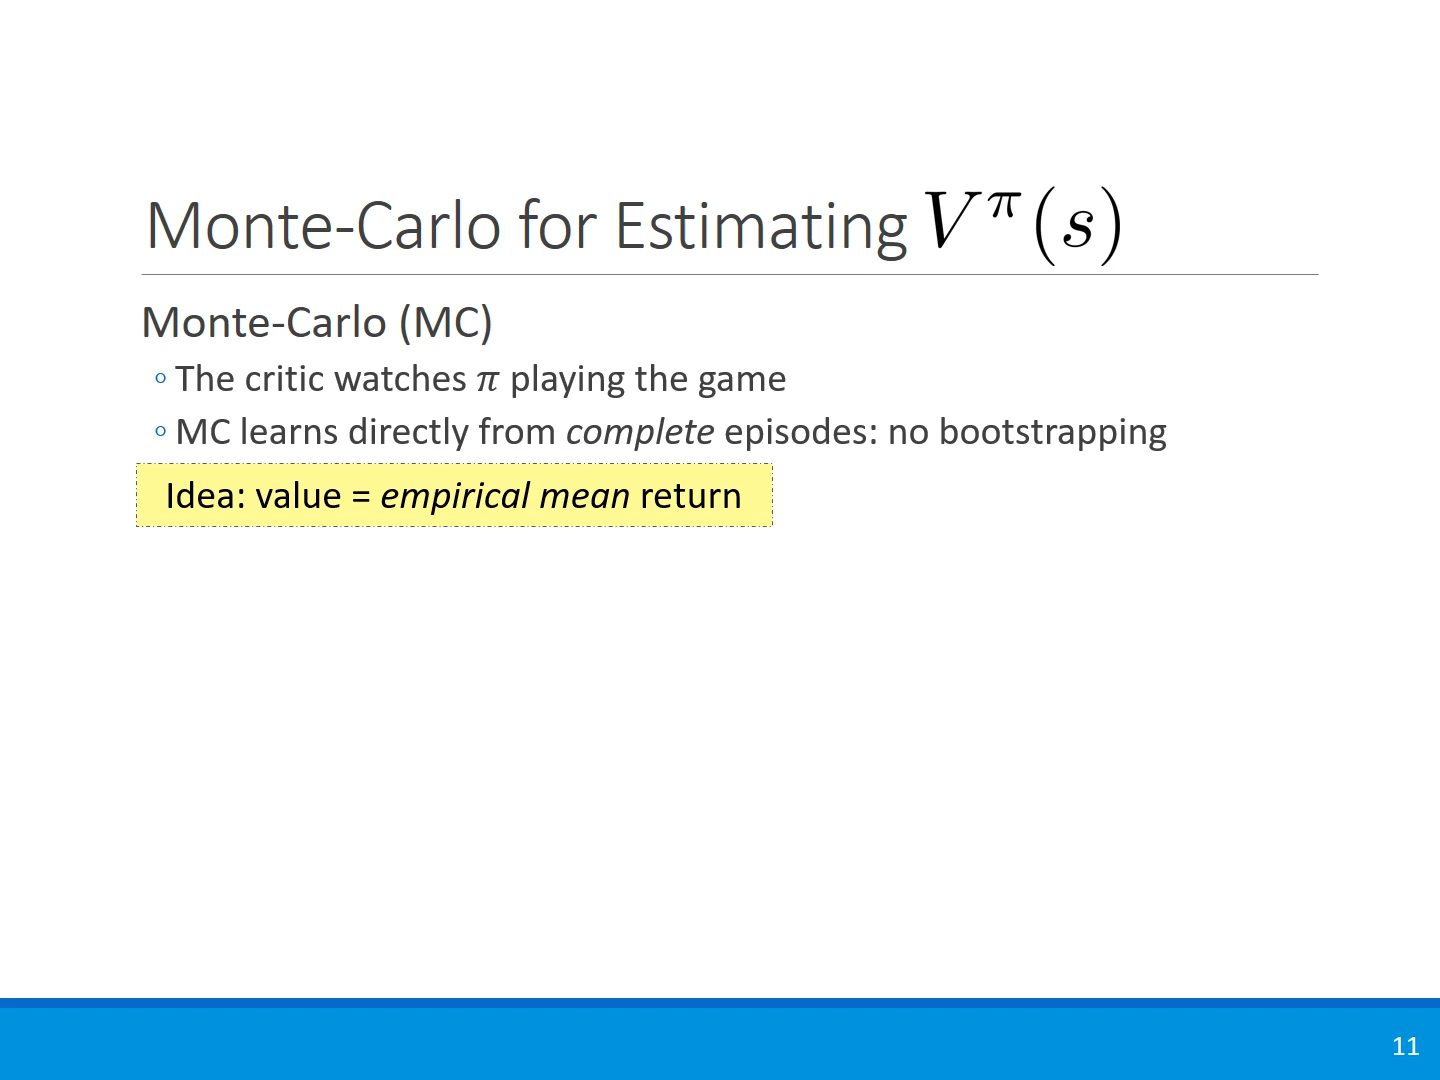 Monte-Carlo for Estimating V^π(s)
Monte-Carlo (MC)
◦ The critic watches π playing the game
◦ MC learns directly from complete episodes: no bootstrapping
Idea: value = empirical mean return
11